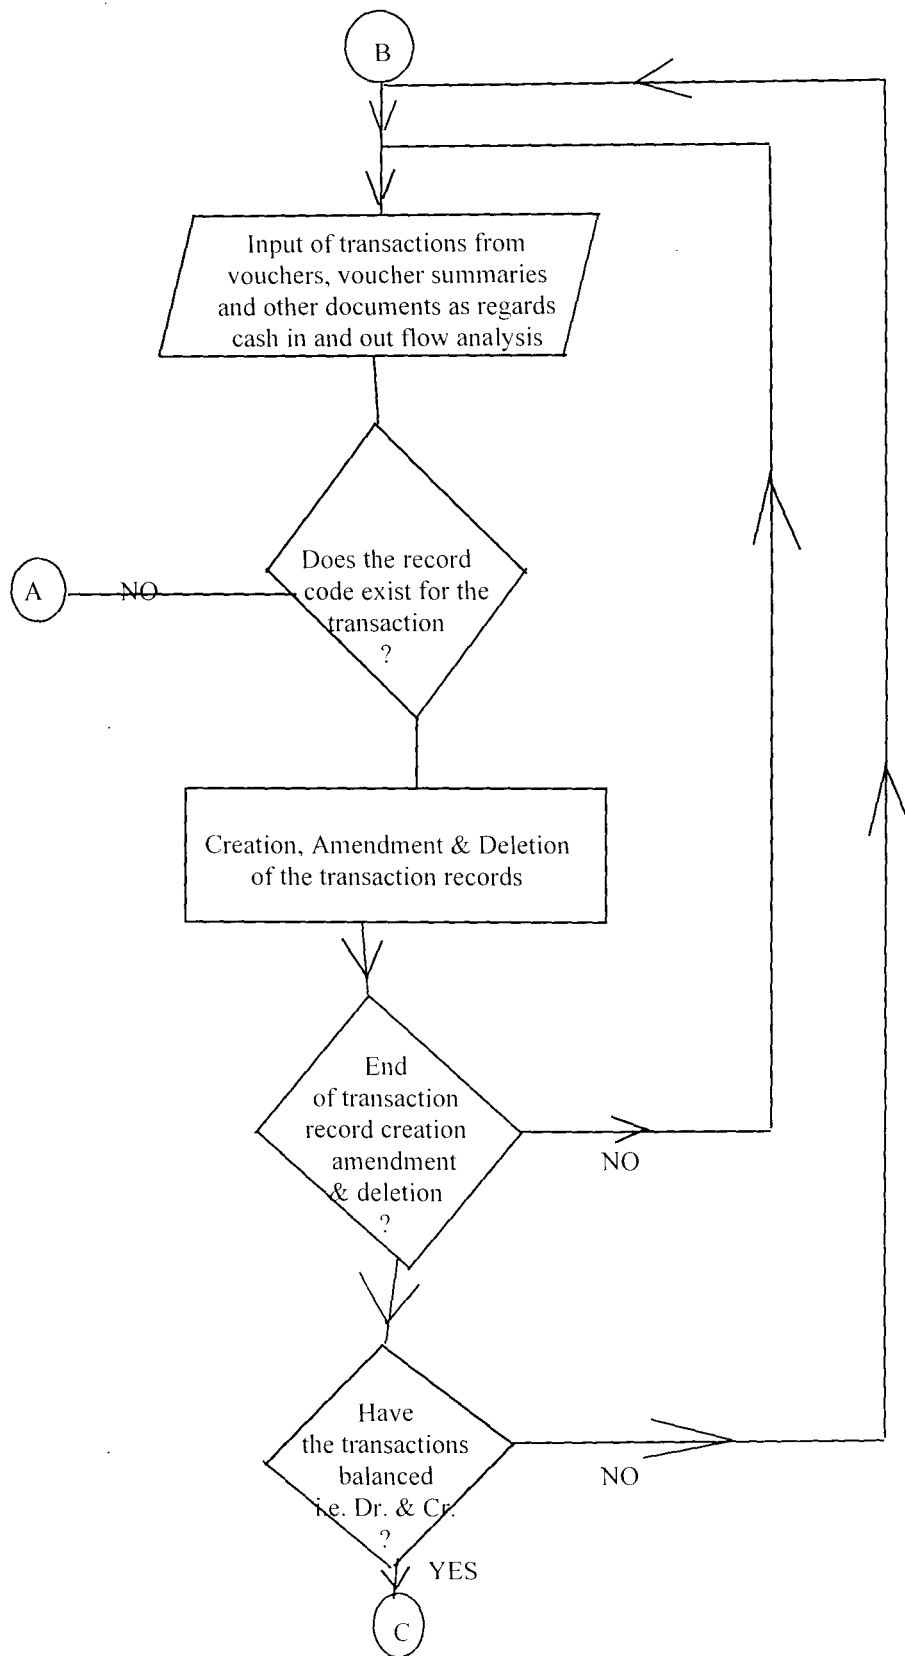 B
Input of transactions from
vouchers, voucher summaries
and other documents as regards
cash in and out flow analysis
Does the record
code exist for the
transaction
?
A
NO
Creation, Amendment & Deletion
of the transaction records
End
of transaction
record creation
amendment
& deletion
?
NO
Have
the transactions
balanced
i.e. Dr. & Cr.
?
NO
YES
C